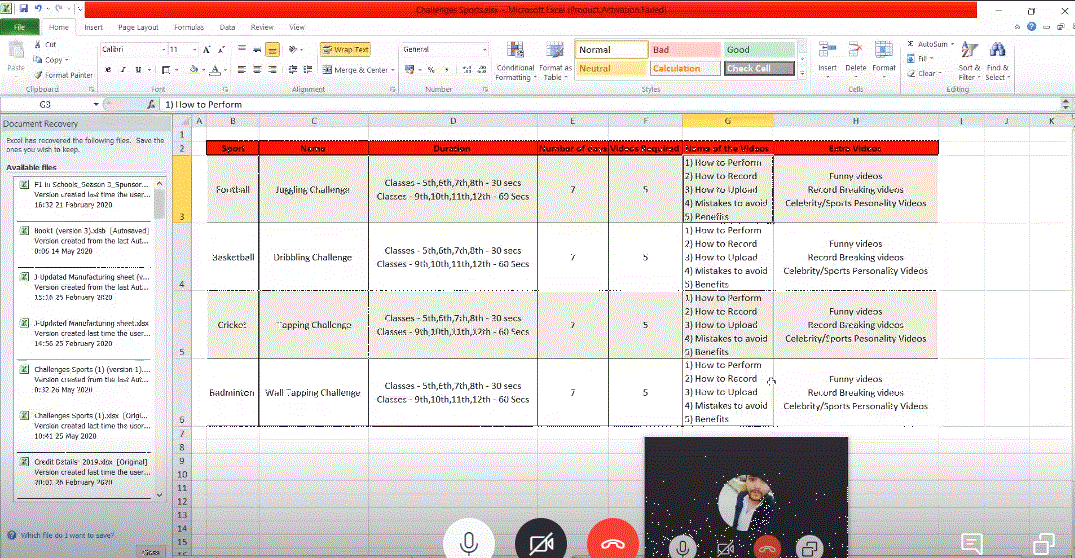 Challenges Sports.xlsx - Microsoft Excel (Product Activation Failed)
File Home Insert Page Layout Formulas Data Review View
Cut
Copy
Format Painter
Paste
Clipboard
Calibri 11
Font
Wrap Text
Merge & Center
Alignment
General
Number
Conditional Formatting
Format as Table
Normal Bad Good
Neutral Calculation Check Cell
Styles
Insert Delete Format
Cells
AutoSum
Fill
Clear
Sort & Filter
Find & Select
Editing
G3 fx 1) How to Perform
Document Recovery
Excel has recovered the following files. Save the
ones you wish to keep.
Available files
F1 in Schools_Season 3_Sponsor...
Version created last time the user...
16:32 21 February 2020
Book1 (version 3).xlsb [Autosaved]
Version created from the last Aut...
0:06 14 May 2020
J-Updated Manufacturing sheet (v...
Version created from the last Aut...
15:16 25 February 2020
J-Updated Manufacturing sheet.xlsx
Version created last time the user...
14:56 25 February 2020
Challenges Sports (1) (version 1)....
Version created from the last Aut...
0:32 26 May 2020
Challenges Sports (1).xlsx [Origi...
Version created last time the user...
10:41 25 May 2020
Credit Details- 2019.xlsx [Original]
Version created last time the user...
Which file do I want to save?
Close
A B C D E F G H I J K
1
2 Sport Name Duration Number of days Videos Required Name of the Videos Extra Videos
3 Football Juggling Challenge
Classes - 5th,6th,7th,8th - 30 secs
Classes - 9th,10th,11th,12th - 60 Secs
7 5
1) How to Perform
2) How to Record
3) How to Upload
4) Mistakes to avoid
5) Benefits
Funny videos
Record Breaking videos
Celebrity/Sports Pesonality Videos
4 Basketball Dribbling Challenge
Classes - 5th,6th,7th,8th - 30 secs
Classes - 9th,10th,11th,12th - 60 Secs
7 5
1) How to Perform
2) How to Record
3) How to Upload
4) Mistakes to avoid
5) Benefits
Funny videos
Record Breaking videos
Celebrity/Sports Personality Videos
5 Cricket Tapping Challenge
Classes - 5th,6th,7th,8th - 30 secs
Classes - 9th,10th,11th,12th - 60 Secs
7 5
1) How to Perform
2) How to Record
3) How to Upload
4) Mistakes to avoid
5) Benefits
Funny videos
Record Breaking videos
Celebrity/Sports Pesonality Videos
6 Badminton Wall Tapping Challenge
Classes - 5th,6th,7th,8th - 30 secs
Classes - 9th,10th,11th,12th - 60 Secs
7 5
1) How to Perform
2) How to Record
3) How to Upload
4) Mistakes to avoid
5) Benefits
Funny videos
Record Breaking videos
Celebrity/Sports Pesonality Videos
7
8
9
10
11
12
13
14
15